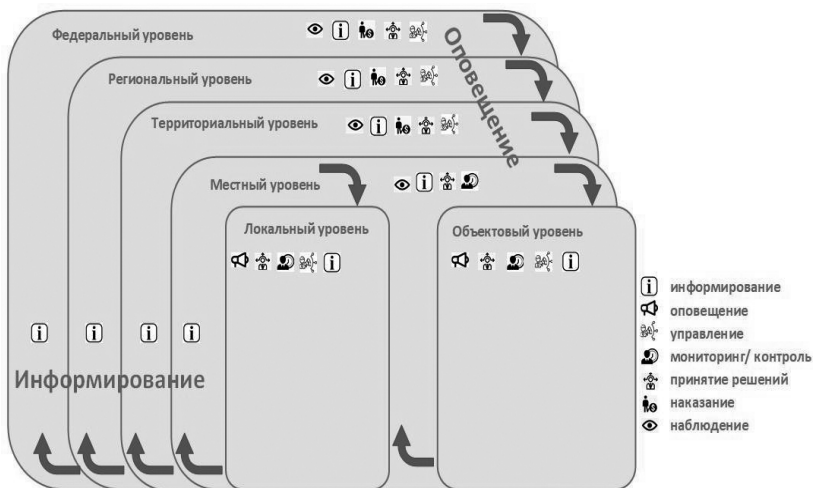 Федеральный уровень
Оповещение
Региональный уровень
Территориальный уровень
Местный уровень
Локальный уровень
Объектовый уровень
Информирование
информирование
оповещение
управление
мониторинг/ контроль
принятие решений
наказание
наблюдение